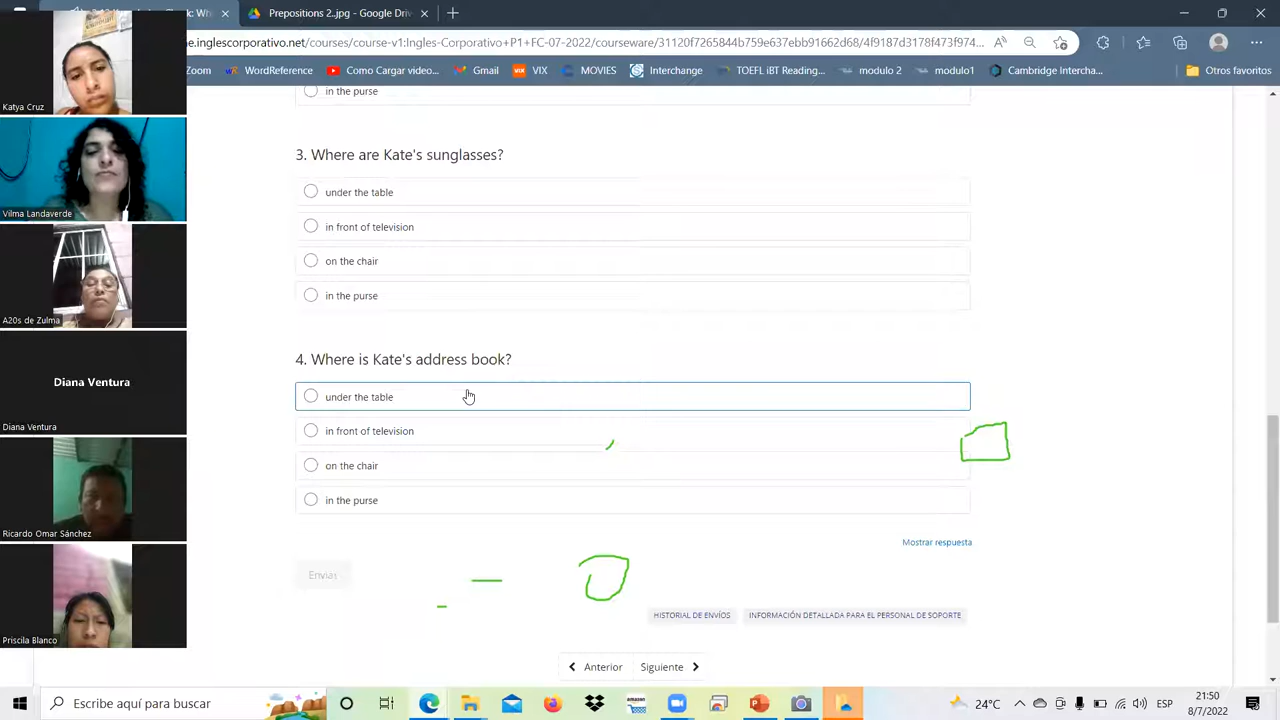 ic Wh
Prepositions 2..jpg - Google Driv
ne.inglescorporativo.net/courses/course-v1:Ingles-Corporativo+P1+FC-07-2022/courseware/31120f7265844b759e637ebb91662d68/4f9187d3178f473f974...
Zoom
WordReference
Como Cargar video...
Gmail
VIX
MOVIES
Interchange
TOEFL iBT Reading...
modulo 2
modulo1
Cambridge Intercha...
Otros favoritos
in the purse
3. Where are Kate's sunglasses?
under the table
in front of television
on the chair
in the purse
4. Where is Kate's address book?
under the table
in front of television
on the chair
in the purse
Mostrar respuesta
Enviar
HISTORIAL DE ENVÍOS
INFORMACIÓN DETALLADA PARA EL PERSONAL DE SOPORTE
Anterior
Siguiente
Katya Cruz
Vilma Landaverde
A20s de Zulma
Diana Ventura
Diana Ventura
Ricardo Omar Sánchez
Priscila Blanco
Escribe aquí para buscar
24°C
ESP
21:50
8/7/2022